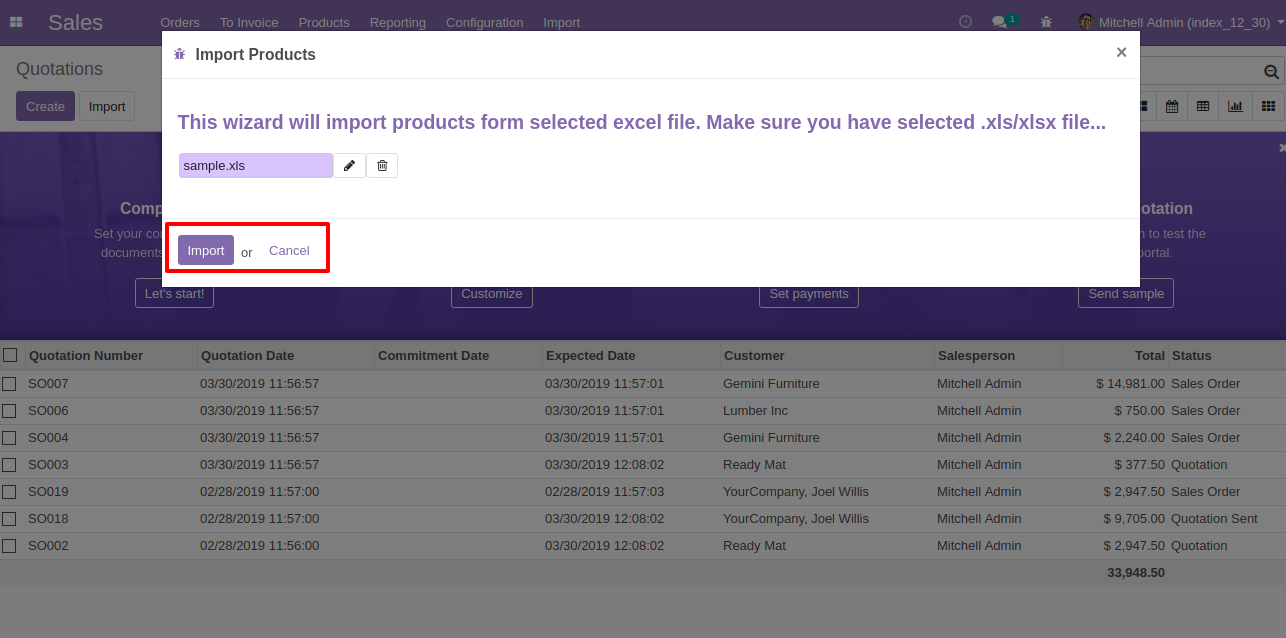 Sales Orders To Invoice Products Reporting Configuration Import 1 Mitchell Admin (index_12_30)
Quotations
Create Import
Import Products ×
This wizard will import products form selected excel file. Make sure you have selected .xls/xlsx file...
sample.xls
Import or Cancel
Comp otation
Set your co n to test the
documents portal.
Let's start! Customize Set payments Send sample
Quotation Number Quotation Date Commitment Date Expected Date Customer Salesperson Total Status
SO007 03/30/2019 11:56:57 03/30/2019 11:57:01 Gemini Furniture Mitchell Admin $ 14,981.00 Sales Order
SO006 03/30/2019 11:56:57 03/30/2019 11:57:01 Lumber Inc Mitchell Admin $ 750.00 Sales Order
SO004 03/30/2019 11:56:57 03/30/2019 11:57:01 Gemini Furniture Mitchell Admin $ 2,240.00 Sales Order
SO003 03/30/2019 11:56:57 03/30/2019 12:08:02 Ready Mat Mitchell Admin $ 377.50 Quotation
SO019 02/28/2019 11:57:00 02/28/2019 11:57:03 YourCompany, Joel Willis Mitchell Admin $ 2,947.50 Sales Order
SO018 02/28/2019 11:57:00 03/30/2019 12:08:02 YourCompany, Joel Willis Mitchell Admin $ 9,705.00 Quotation Sent
SO002 02/28/2019 11:56:00 03/30/2019 12:08:02 Ready Mat Mitchell Admin $ 2,947.50 Quotation
33,948.50